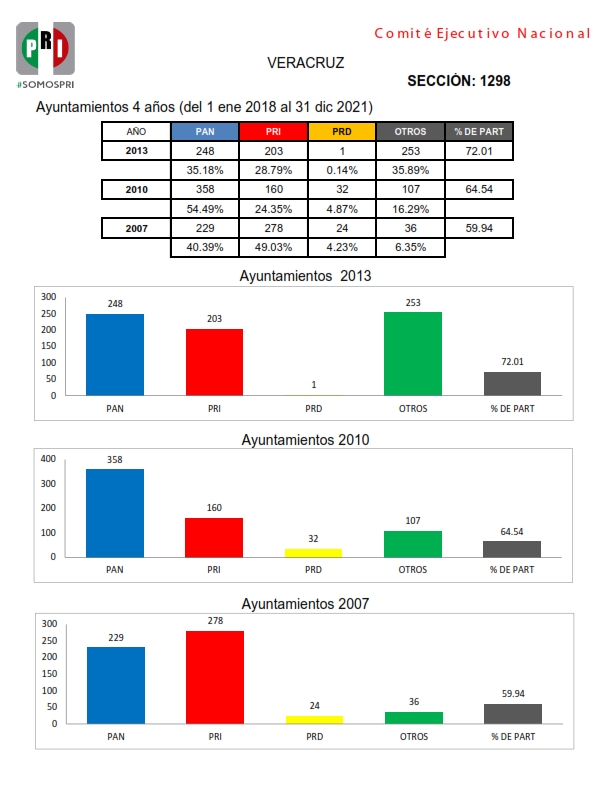 Comité Ejecutivo Nacional
PRI
#SOMOSPRI
VERACRUZ
SECCIÓN: 1298
Ayuntamientos 4 años (del 1 ene 2018 al 31 dic 2021)
AÑO PAN PRI PRD OTROS % DE PART
2013 248 203 1 253 72.01
35.18% 28.79% 0.14% 35.89%
2010 358 160 32 107 64.54
54.49% 24.35% 4.87% 16.29%
2007 229 278 24 36 59.94
40.39% 49.03% 4.23% 6.35%
Ayuntamientos 2013
300
250
200
150
100
50
0
248 203 1 253 72.01
PAN PRI PRD OTROS % DE PART
Ayuntamientos 2010
400
300
200
100
0
358 160 32 107 64.54
PAN PRI PRD OTROS % DE PART
Ayuntamientos 2007
300
250
200
150
100
50
0
229 278 24 36 59.94
PAN PRI PRD OTROS % DE PART